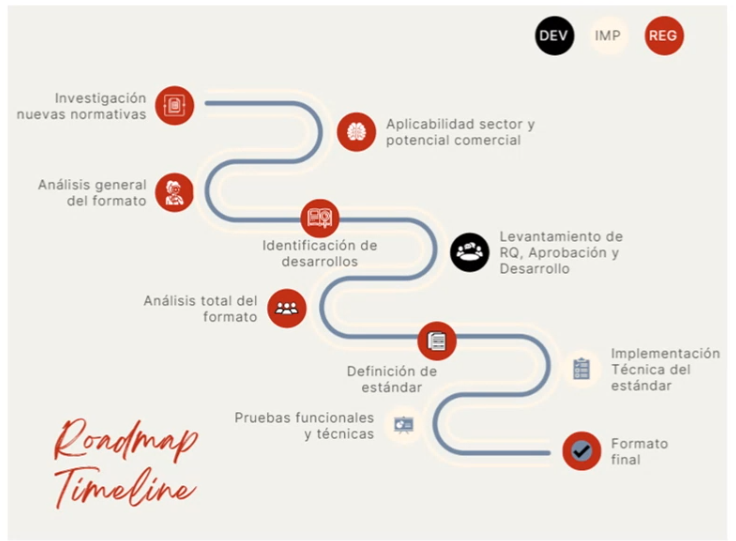 DEV
IMP
REG
Investigación
nuevas normativas
Aplicabilidad sector y
potencial comercial
Análisis general
del formato
Identificación de
desarrollos
Levantamiento de
RQ, Aprobación y
Desarrollo
Análisis total del
formato
Definición de
estándar
Implementación
Técnica del
estándar
Pruebas funcionales
y técnicas
Formato
final
Roadmap
Timeline